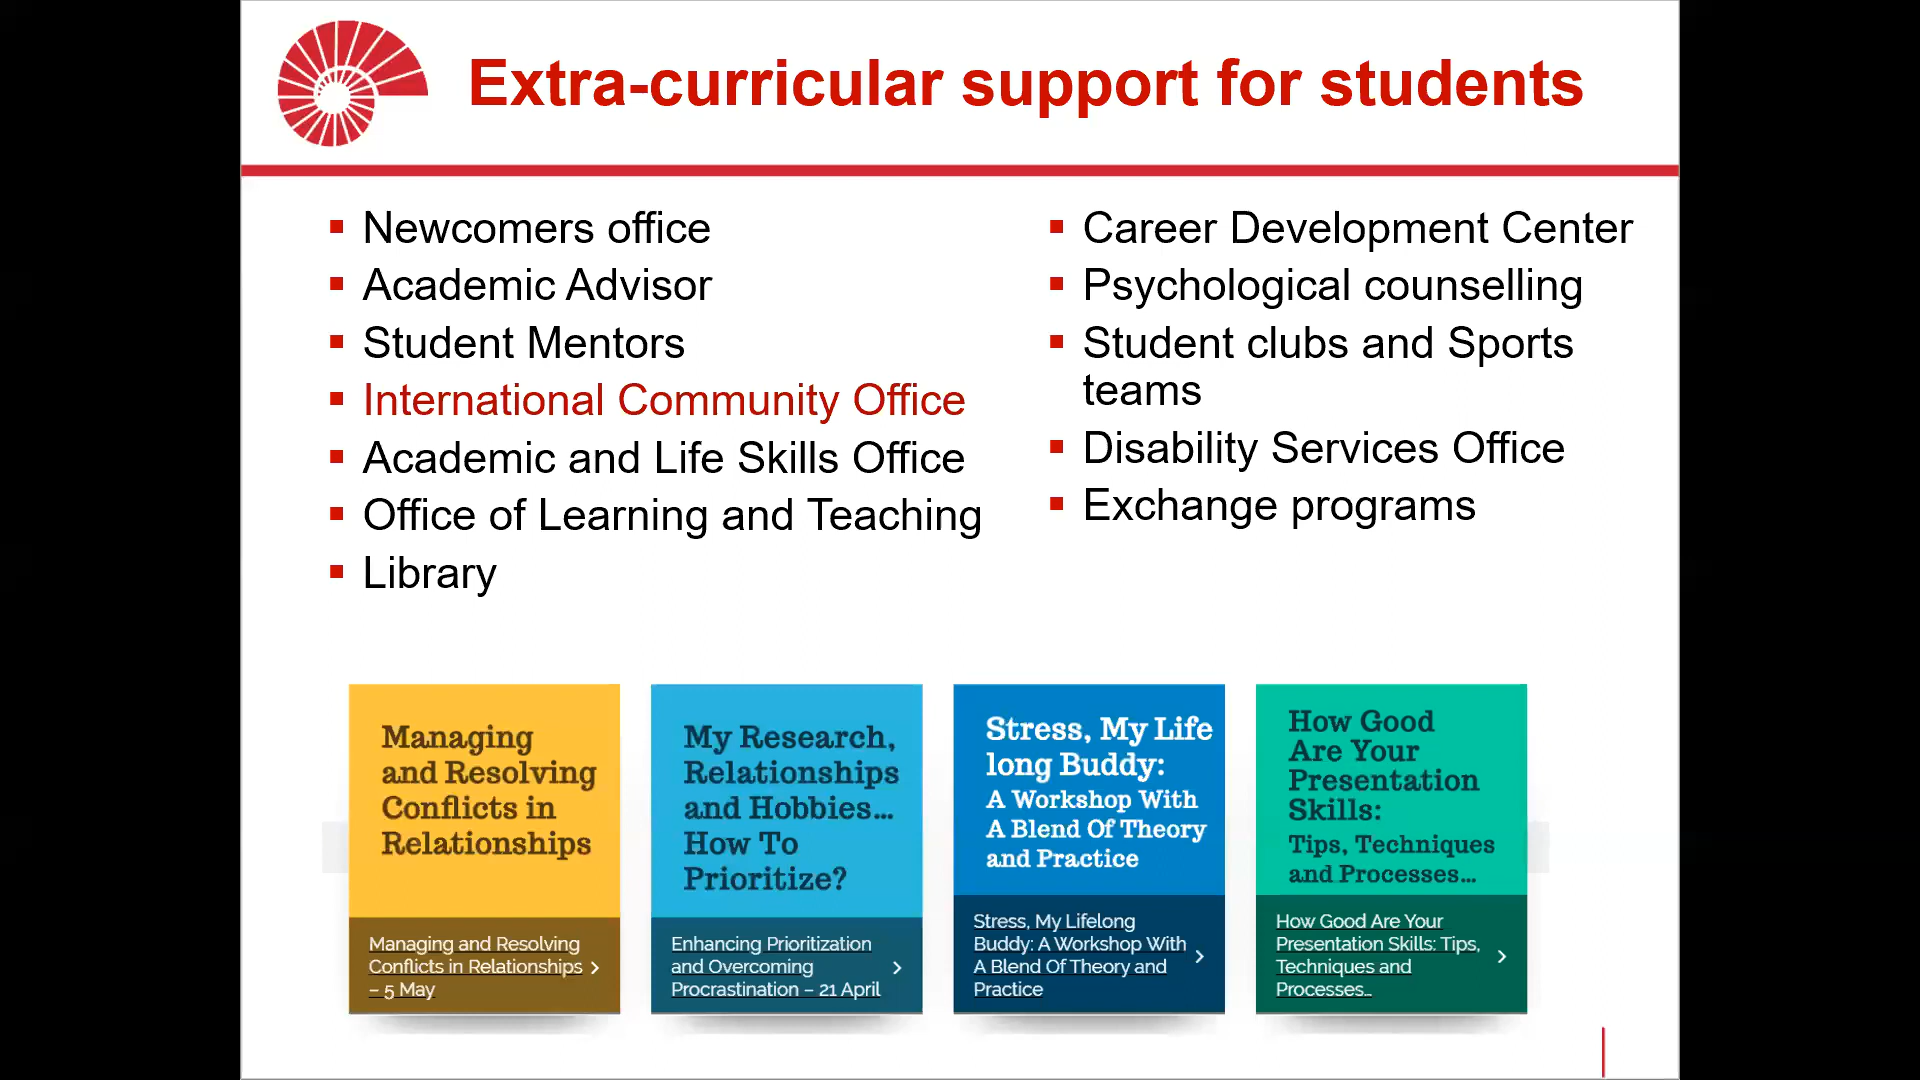 Extra-curricular support for students
Newcomers office
Academic Advisor
Student Mentors
International Community Office
Academic and Life Skills Office
Office of Learning and Teaching
Library
Career Development Center
Psychological counselling
Student clubs and Sports
teams
Disability Services Office
Exchange programs
Managing
and Resolving
Conflicts in
Relationships
Managing and Resolving
Conflicts in Relationships
– 5 May
My Research,
Relationships
and Hobbies...
How To
Prioritize?
Enhancing Prioritization
and Overcoming
Procrastination – 21 April
Stress, My Life
long Buddy:
A Workshop With
A Blend Of Theory
and Practice
Stress, My Lifelong
Buddy: A Workshop With
A Blend Of Theory and
Practice
How Good
Are Your
Presentation
Skills:
Tips, Techniques
and Processes...
How Good Are Your
Presentation Skills: Tips,
Techniques and
Processes...